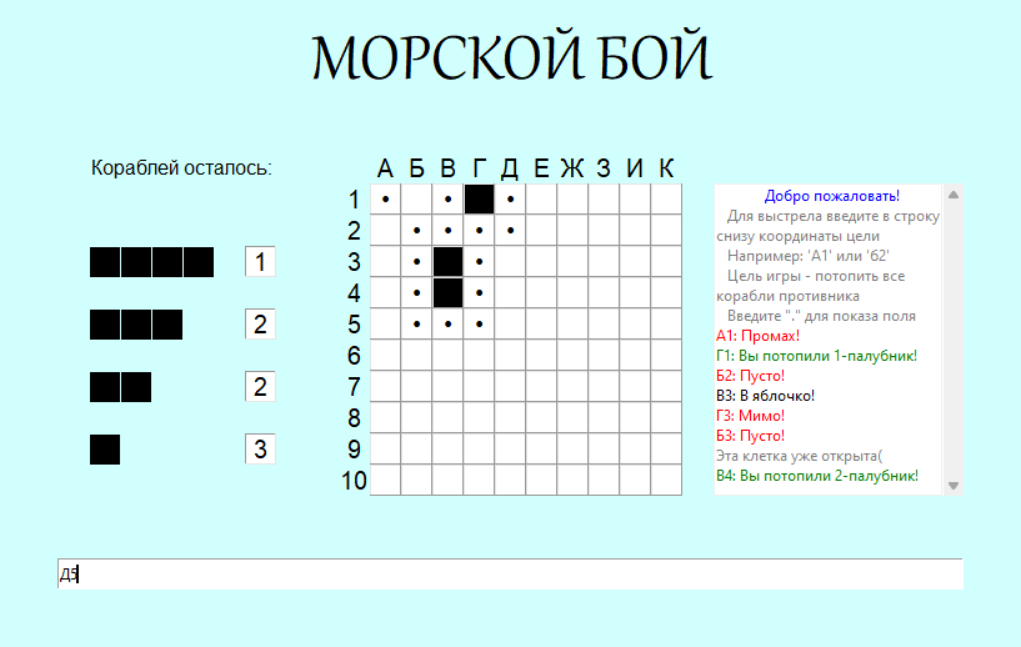 МОРСКОЙ БОЙ
Кораблей осталось:
1
2
2
3
А Б В Г Д Е Ж З И К
1
2
3
4
5
6
7
8
9
10
Добро пожаловать!
Для выстрела введите в строку
снизу координаты цели
Например: 'А1' или 'б2'
Цель игры - потопить все
корабли противника
Введите "." для показа поля
А1: Промах!
Г1: Вы потопили 1-палубник!
Б2: Пусто!
В3: В яблочко!
Г3: Мимо!
Б3: Пусто!
Эта клетка уже открыта(
В4: Вы потопили 2-палубник!
Д5